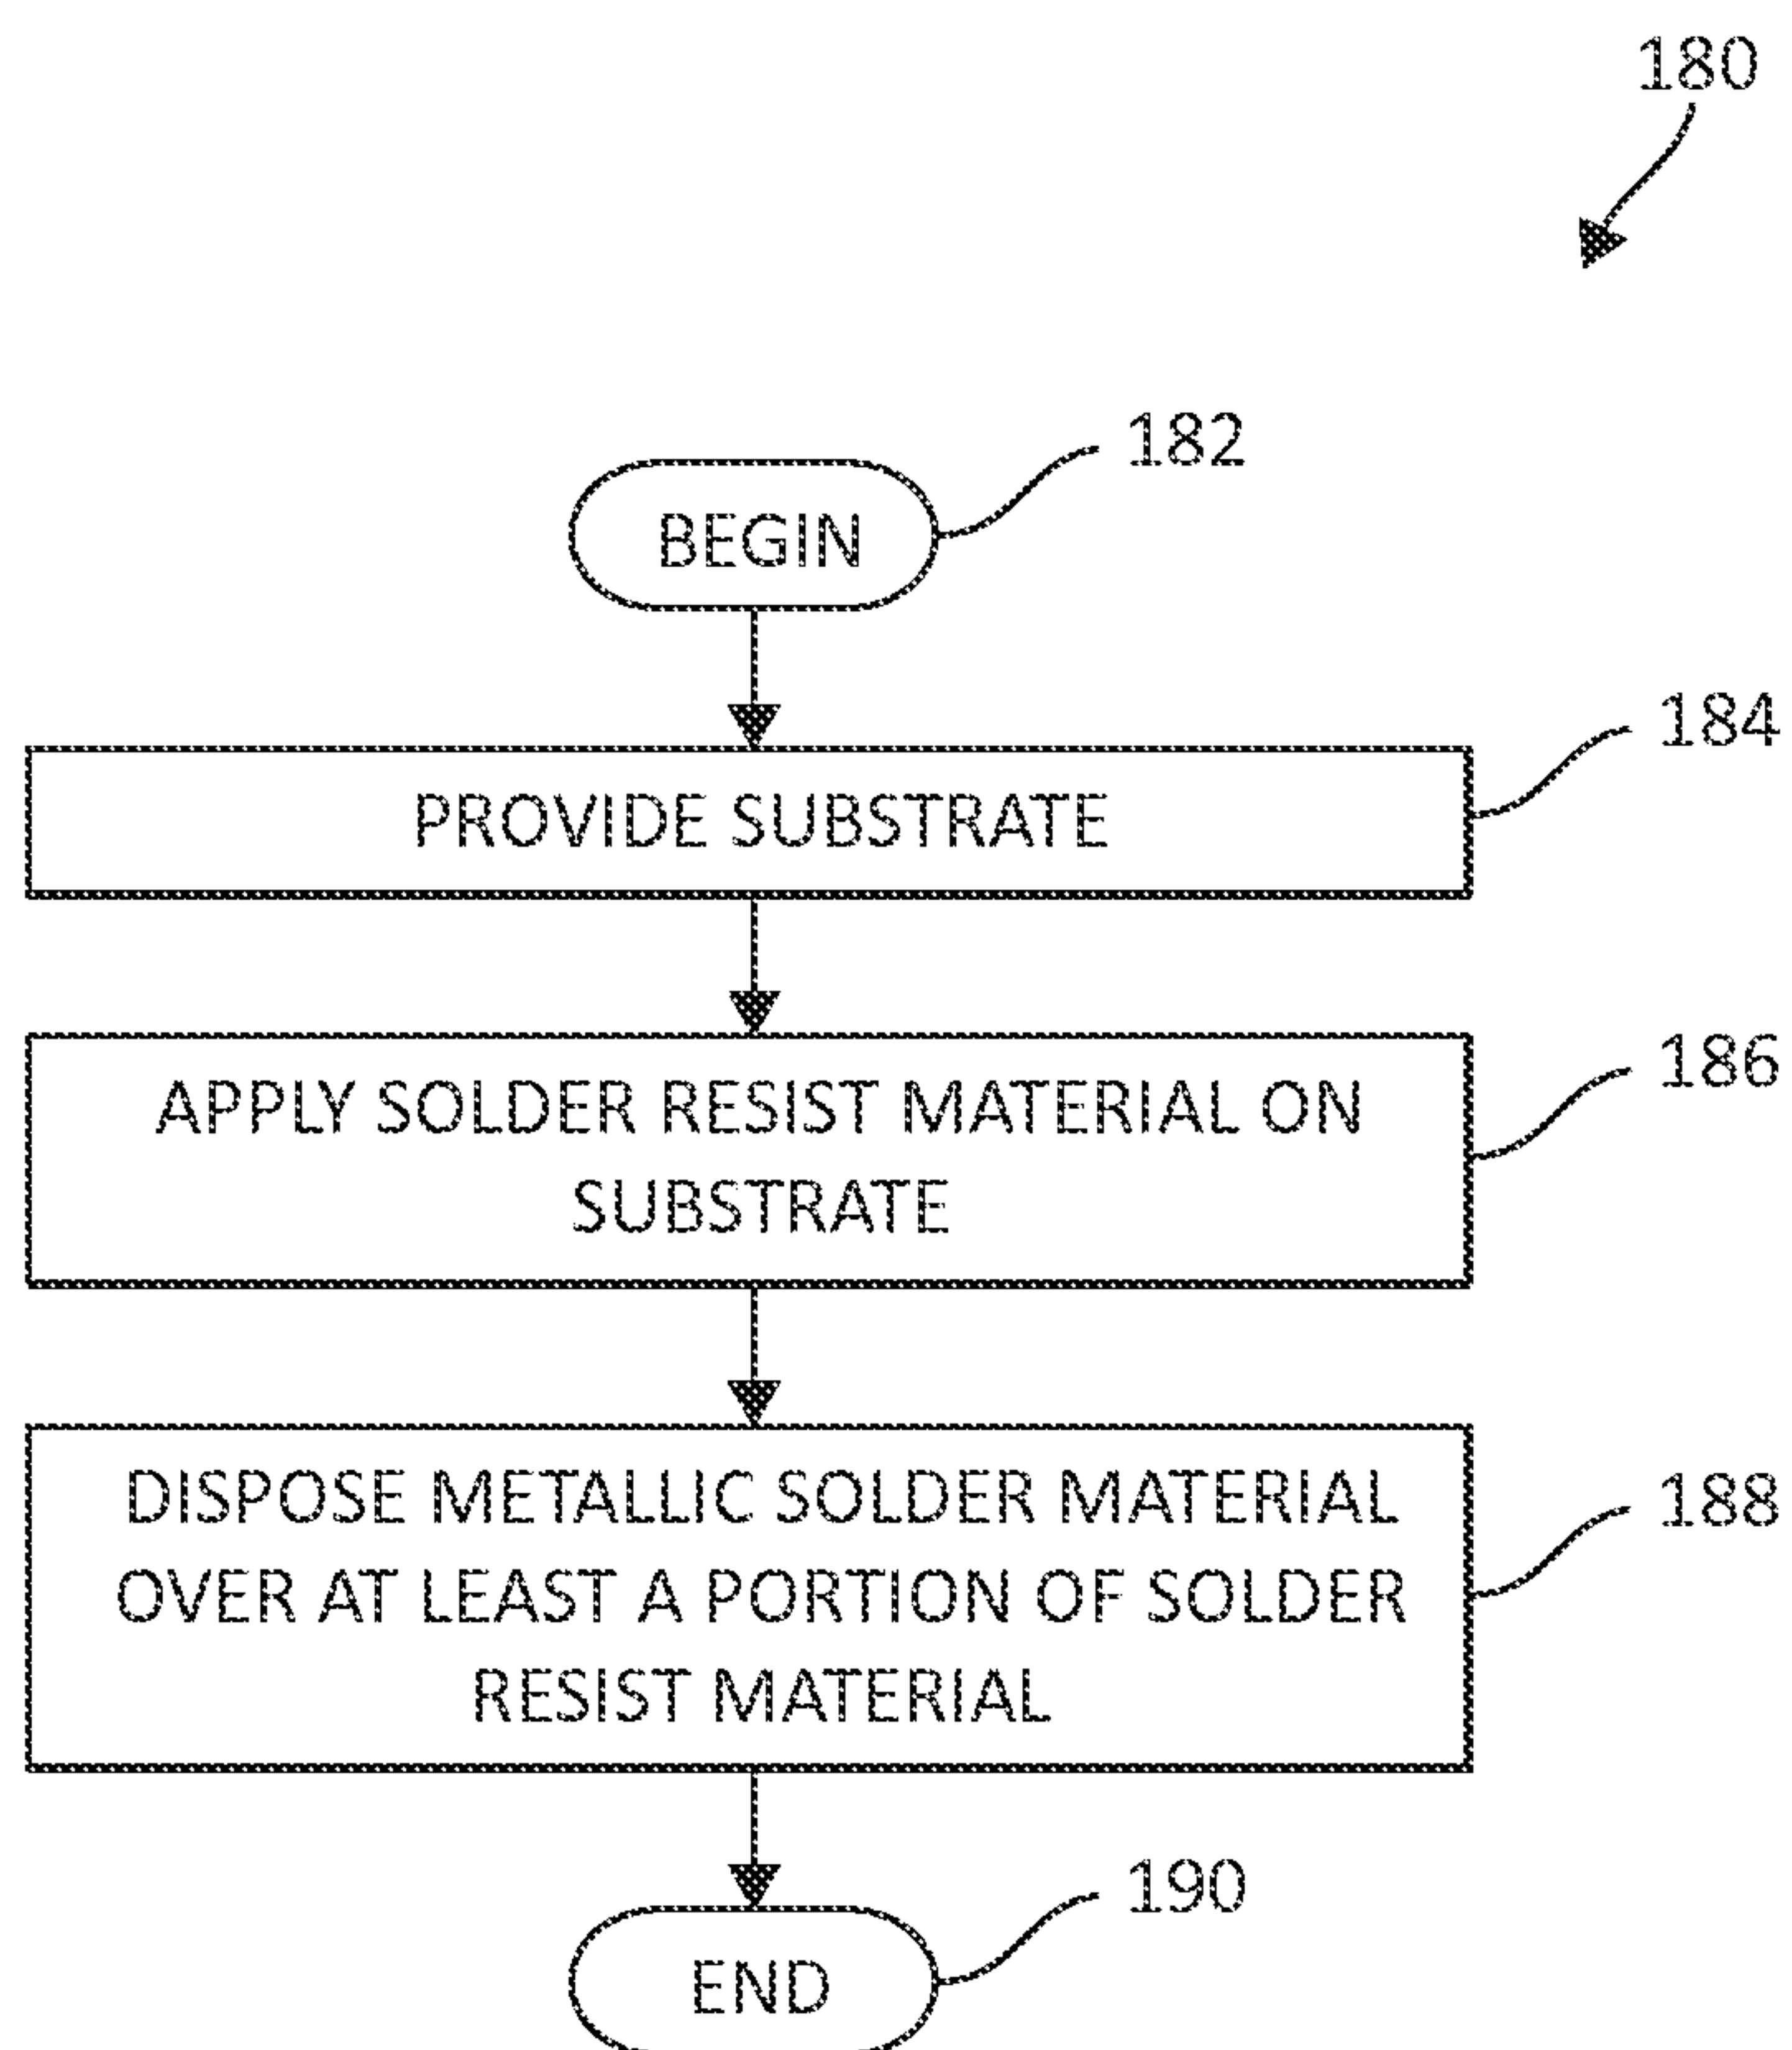 180
182
BEGIN
184
PROVIDE SUBSTRATE
186
APPLY SOLDER RESIST MATERIAL ON
SUBSTRATE
188
DISPOSE METALLIC SOLDER MATERIAL
OVER AT LEAST A PORTION OF SOLDER
RESIST MATERIAL
190
END